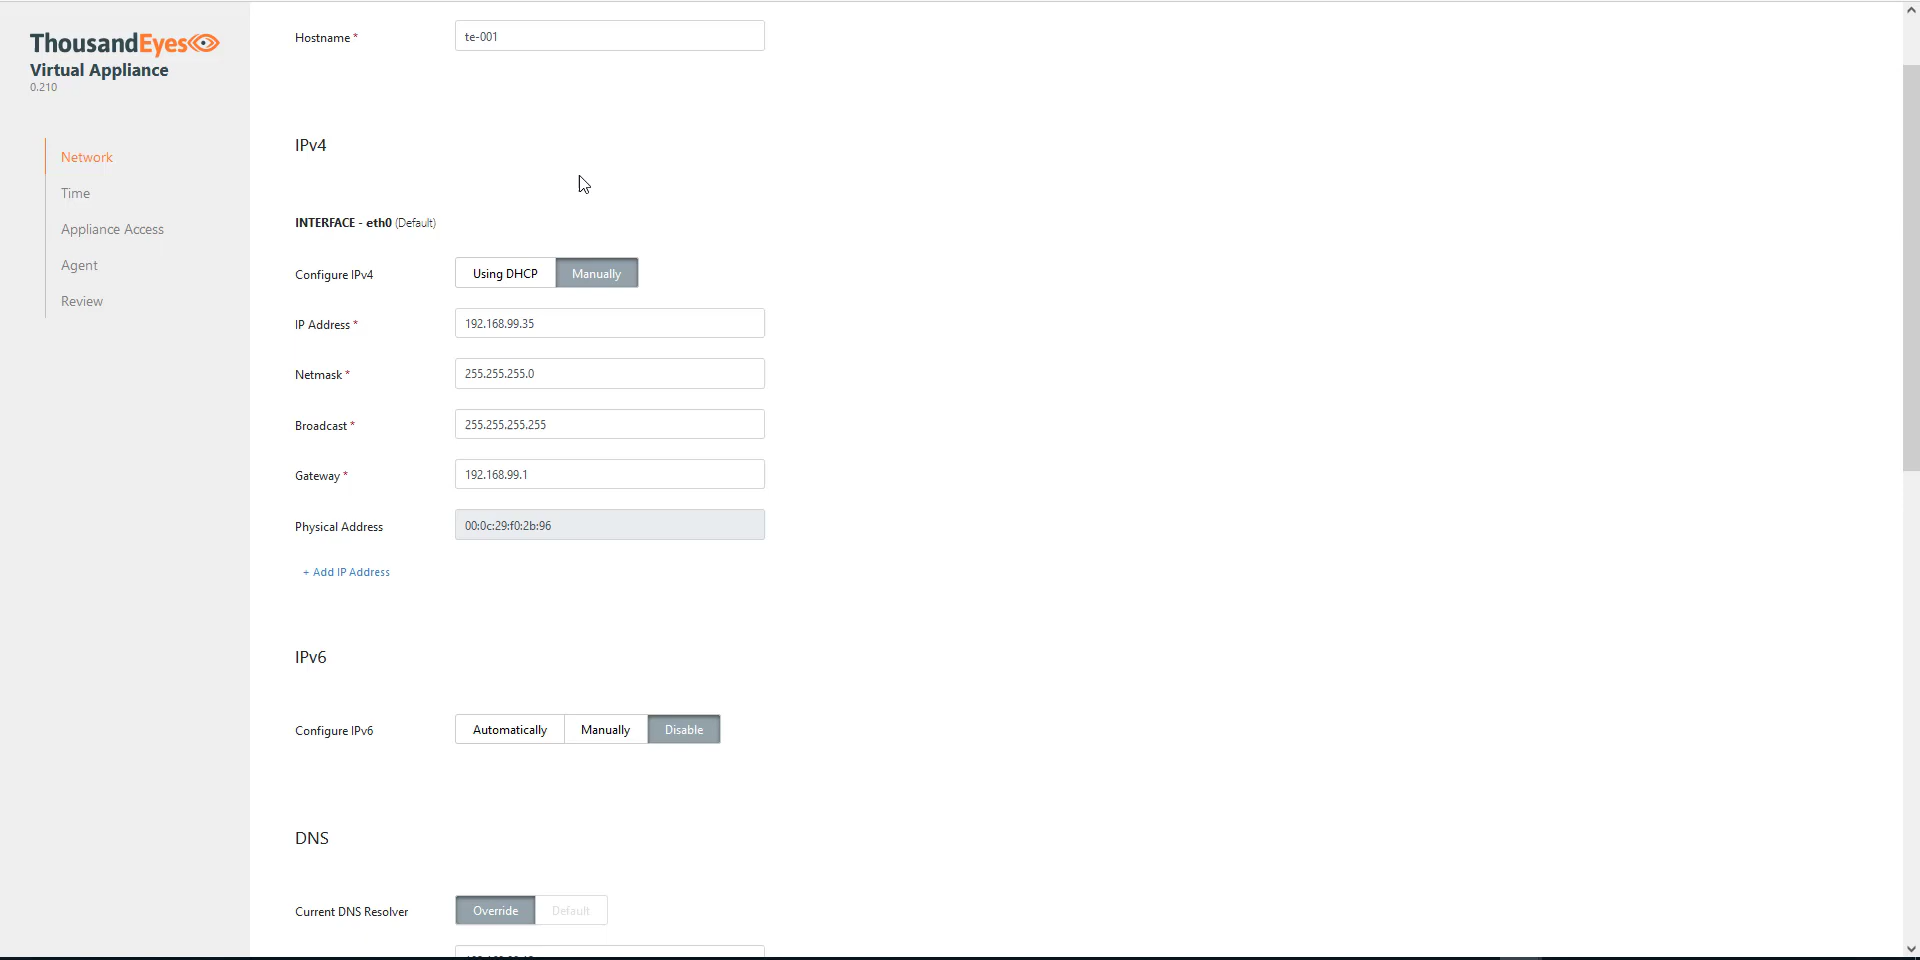 ThousandEyes
Virtual Appliance
0.210
Network
Time
Appliance Access
Agent
Review
Hostname * te-001
IPv4
INTERFACE - eth0 (Default)
Configure IPv4 Using DHCP Manually
IP Address * 192.168.99.35
Netmask * 255.255.255.0
Broadcast * 255.255.255.255
Gateway * 192.168.99.1
Physical Address 00:0c:29:f0:2b:96
+ Add IP Address
IPv6
Configure IPv6 Automatically Manually Disable
DNS
Current DNS Resolver Override Default